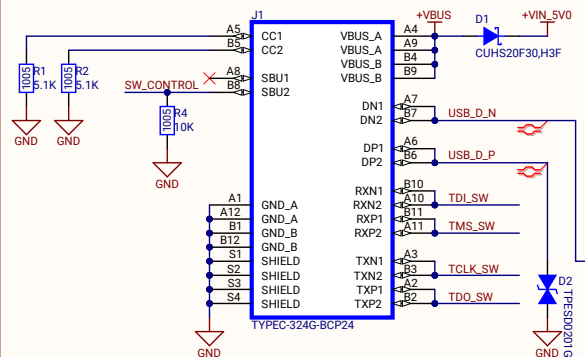 J1
+VBUS
D1
+VIN_5V0
CUHS20F30,H3F
A5 CC1 VBUS_A A4
B5 CC2 VBUS_A A9
VBUS_B B4
A8 SBU1 VBUS_B B9
SW_CONTROL B8 SBU2
R1 1005 5.1K
R2 1005 5.1K
R4 1005 10K
GND
GND
GND
DN1 A7
DN2 B7 USB_D_N
DP1 A6
DP2 B6 USB_D_P
RXN1 B10
A1 GND_A RXN2 A10 TDI_SW
A12 GND_A RXP1 B11
B1 GND_B RXP2 A11 TMS_SW
B12 GND_B
S1 SHIELD TXN1 A3
S2 SHIELD TXN2 B3 TCLK_SW
S3 SHIELD TXP1 A2
S4 SHIELD TXP2 B2 TDO_SW
TYPEC-324G-BCP24
GND
D2
TPESD0201G
GND